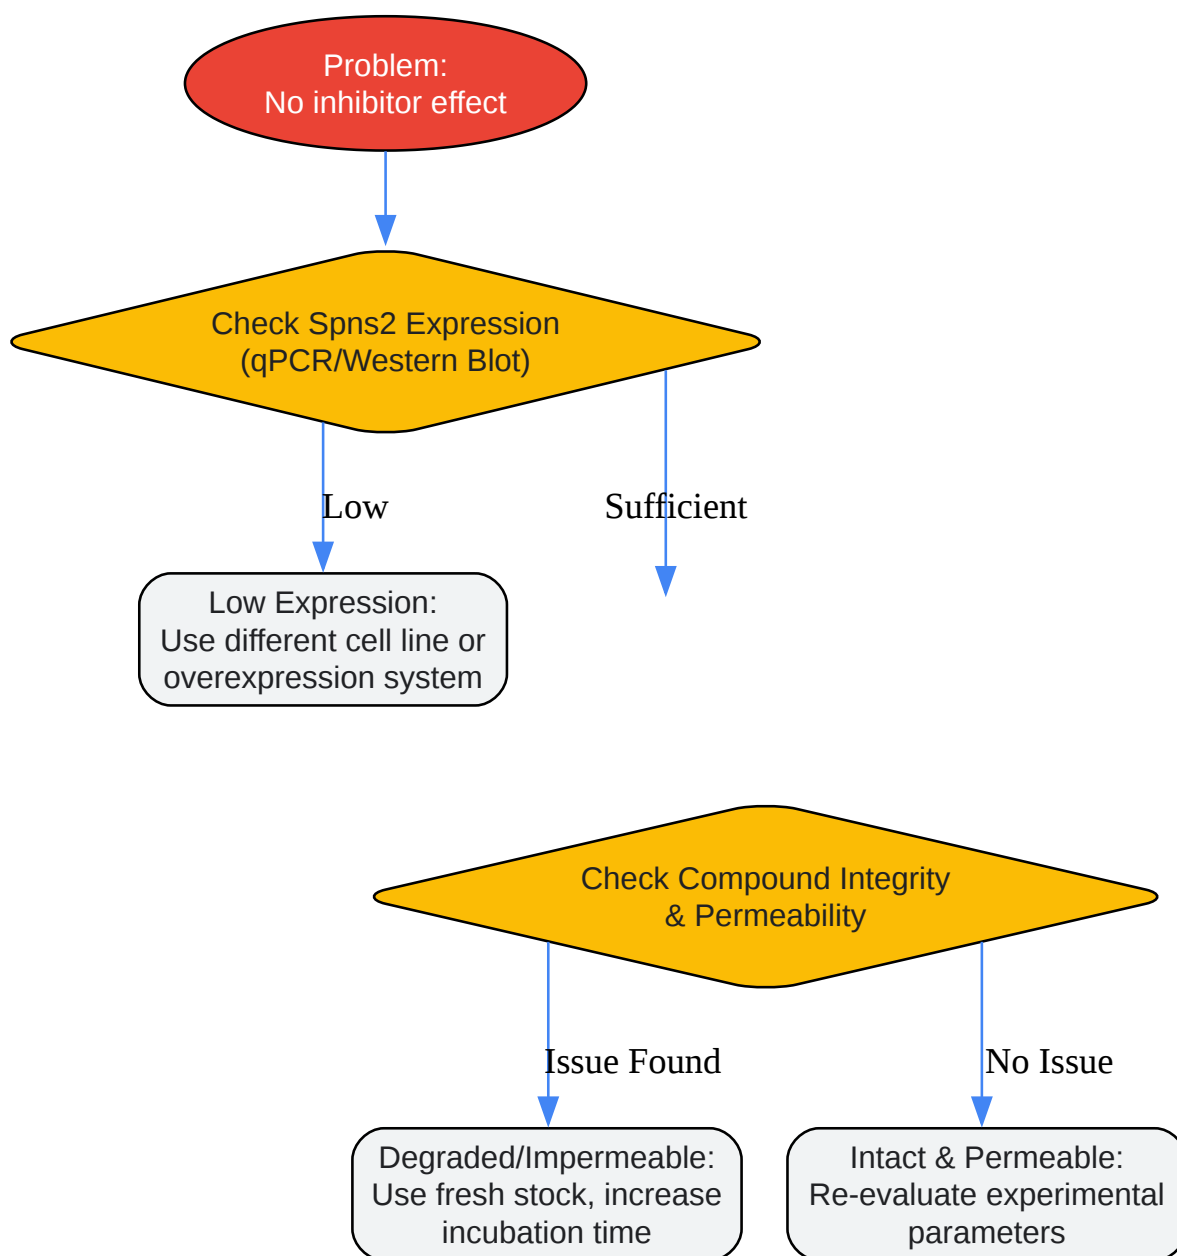 Problem:
No inhibitor effect
Check Spns2 Expression
(qPCR/Western Blot)
Low
Sufficient
Low Expression:
Use different cell line or
overexpression system
Check Compound Integrity
& Permeability
Issue Found
No Issue
Degraded/Impermeable:
Use fresh stock, increase
incubation time
Intact & Permeable:
Re-evaluate experimental
parameters